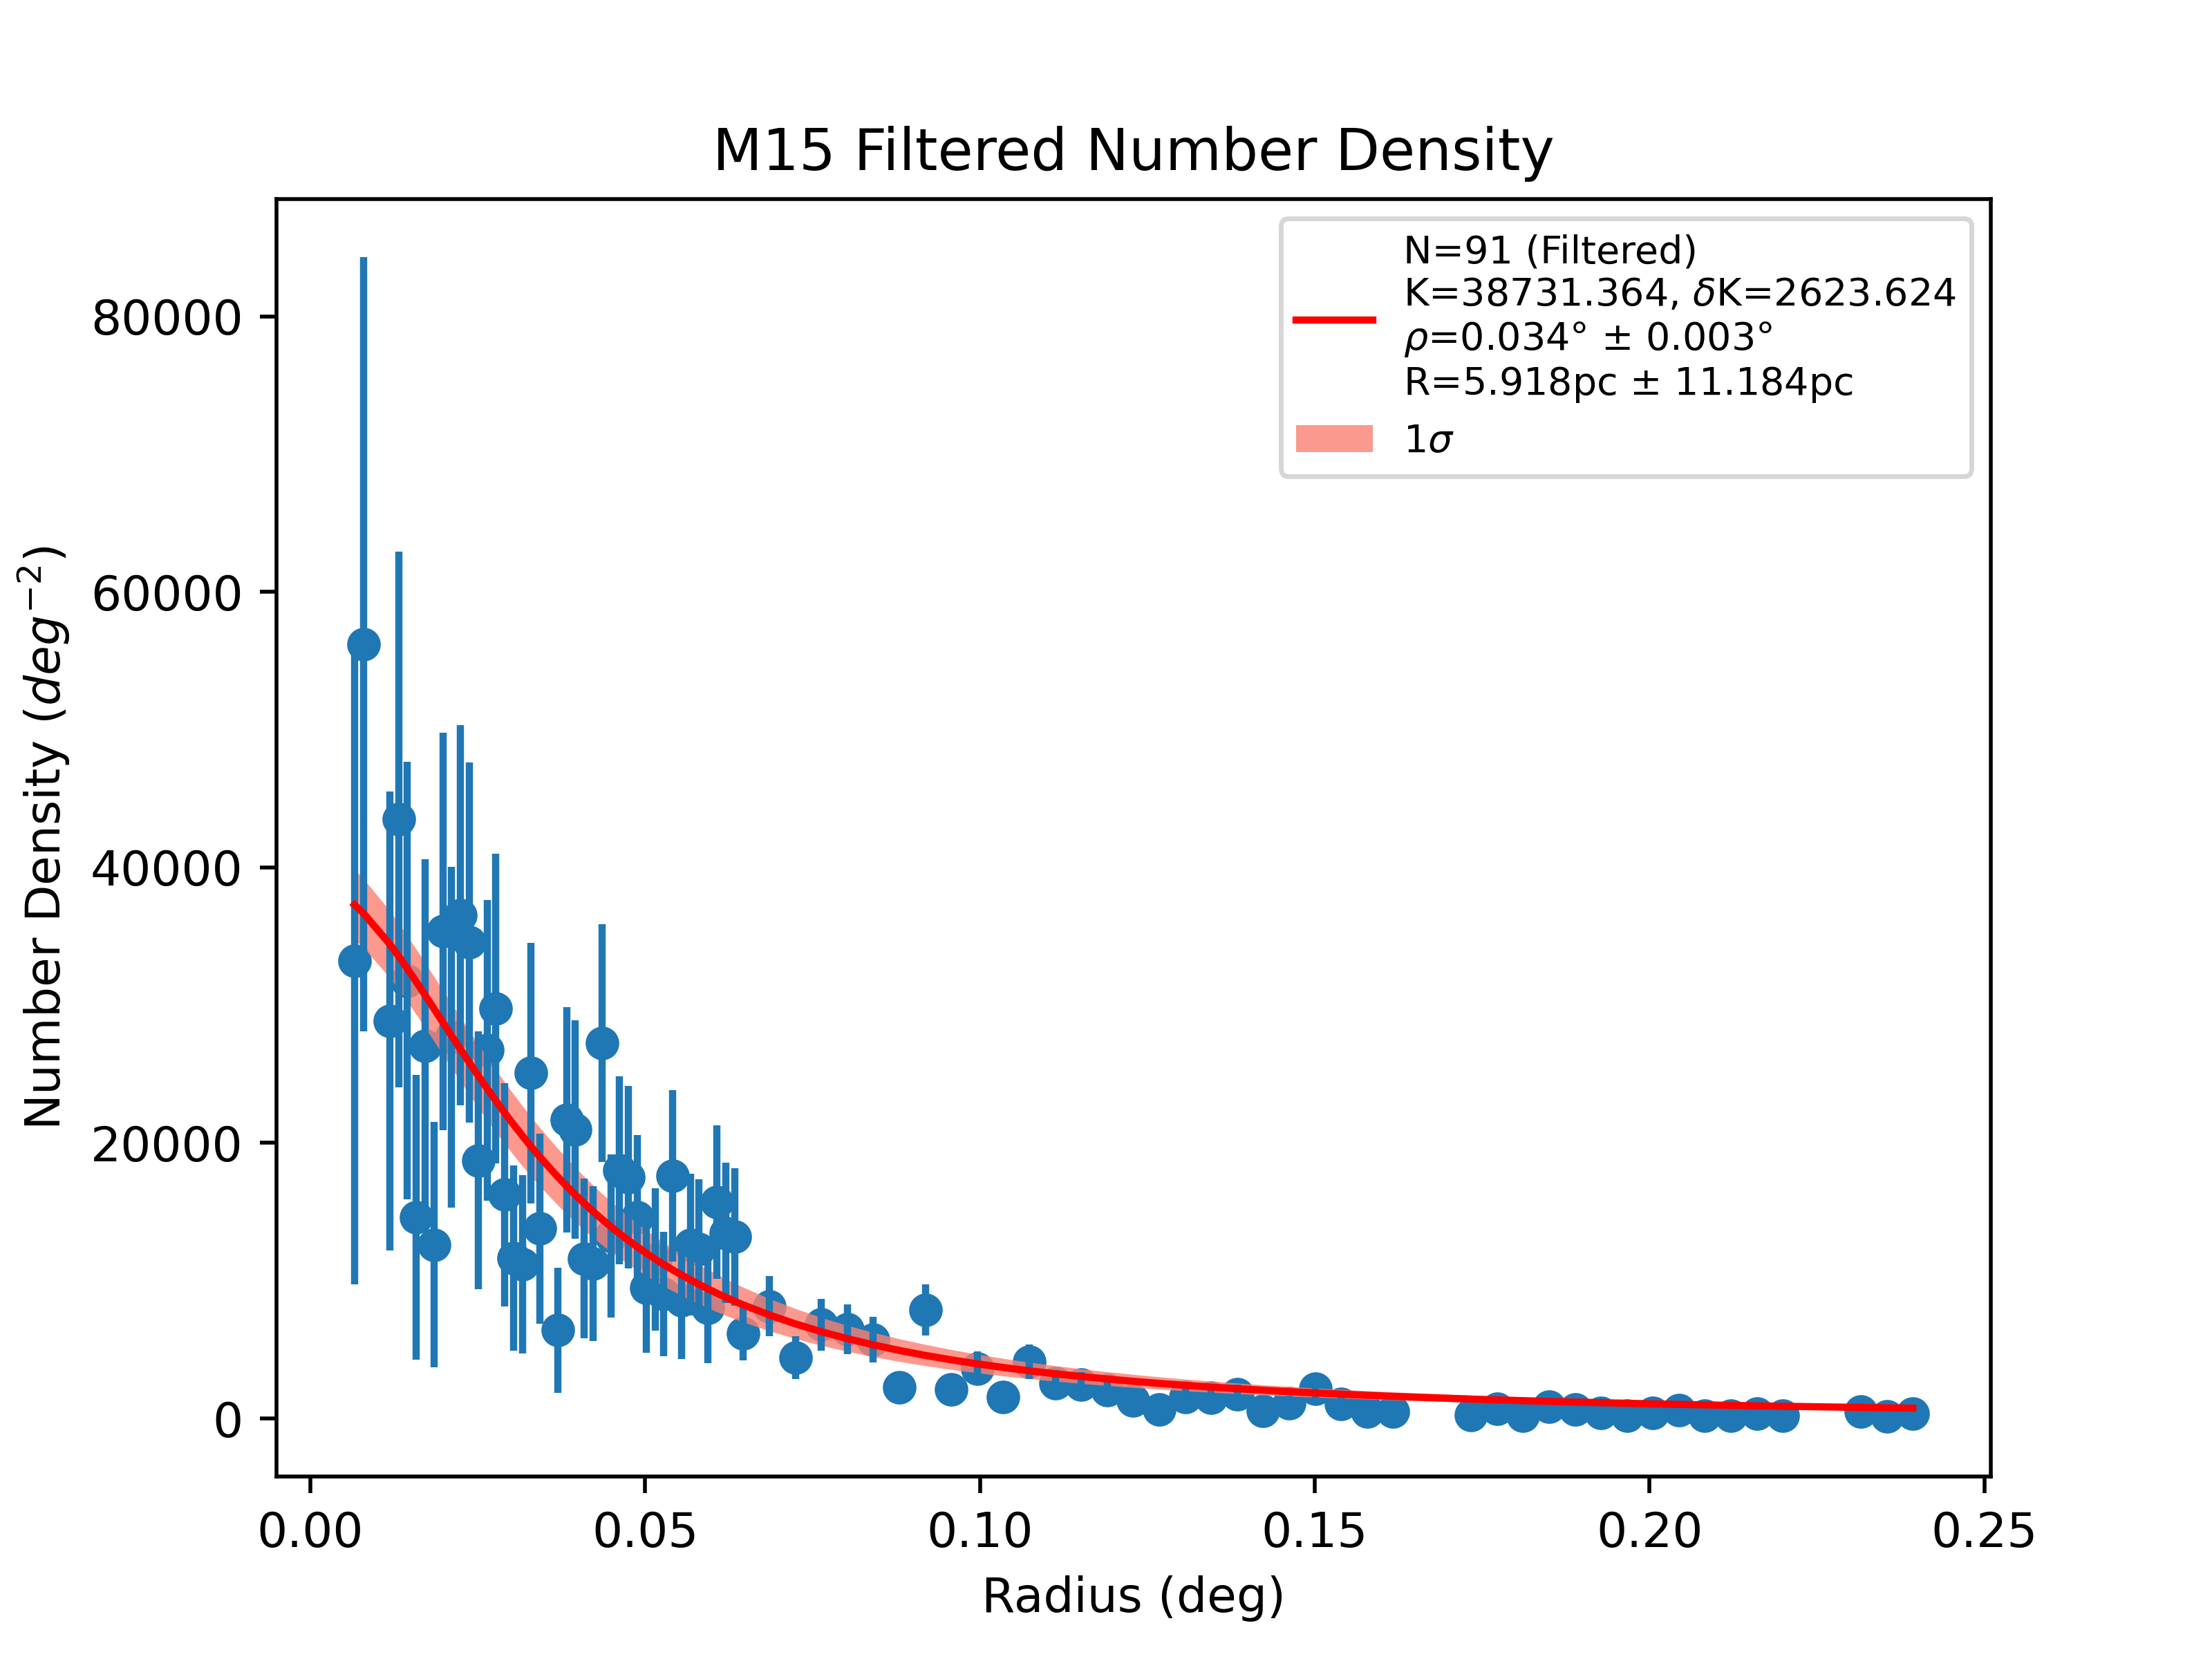 M15 Filtered Number Density
N=91 (Filtered)
K=38731.364, δK=2623.624
ρ=0.034° ± 0.003°
R=5.918pc ± 11.184pc
1σ
Number Density (deg⁻²)
80000
60000
40000
20000
0
0.00 0.05 0.10 0.15 0.20 0.25
Radius (deg)